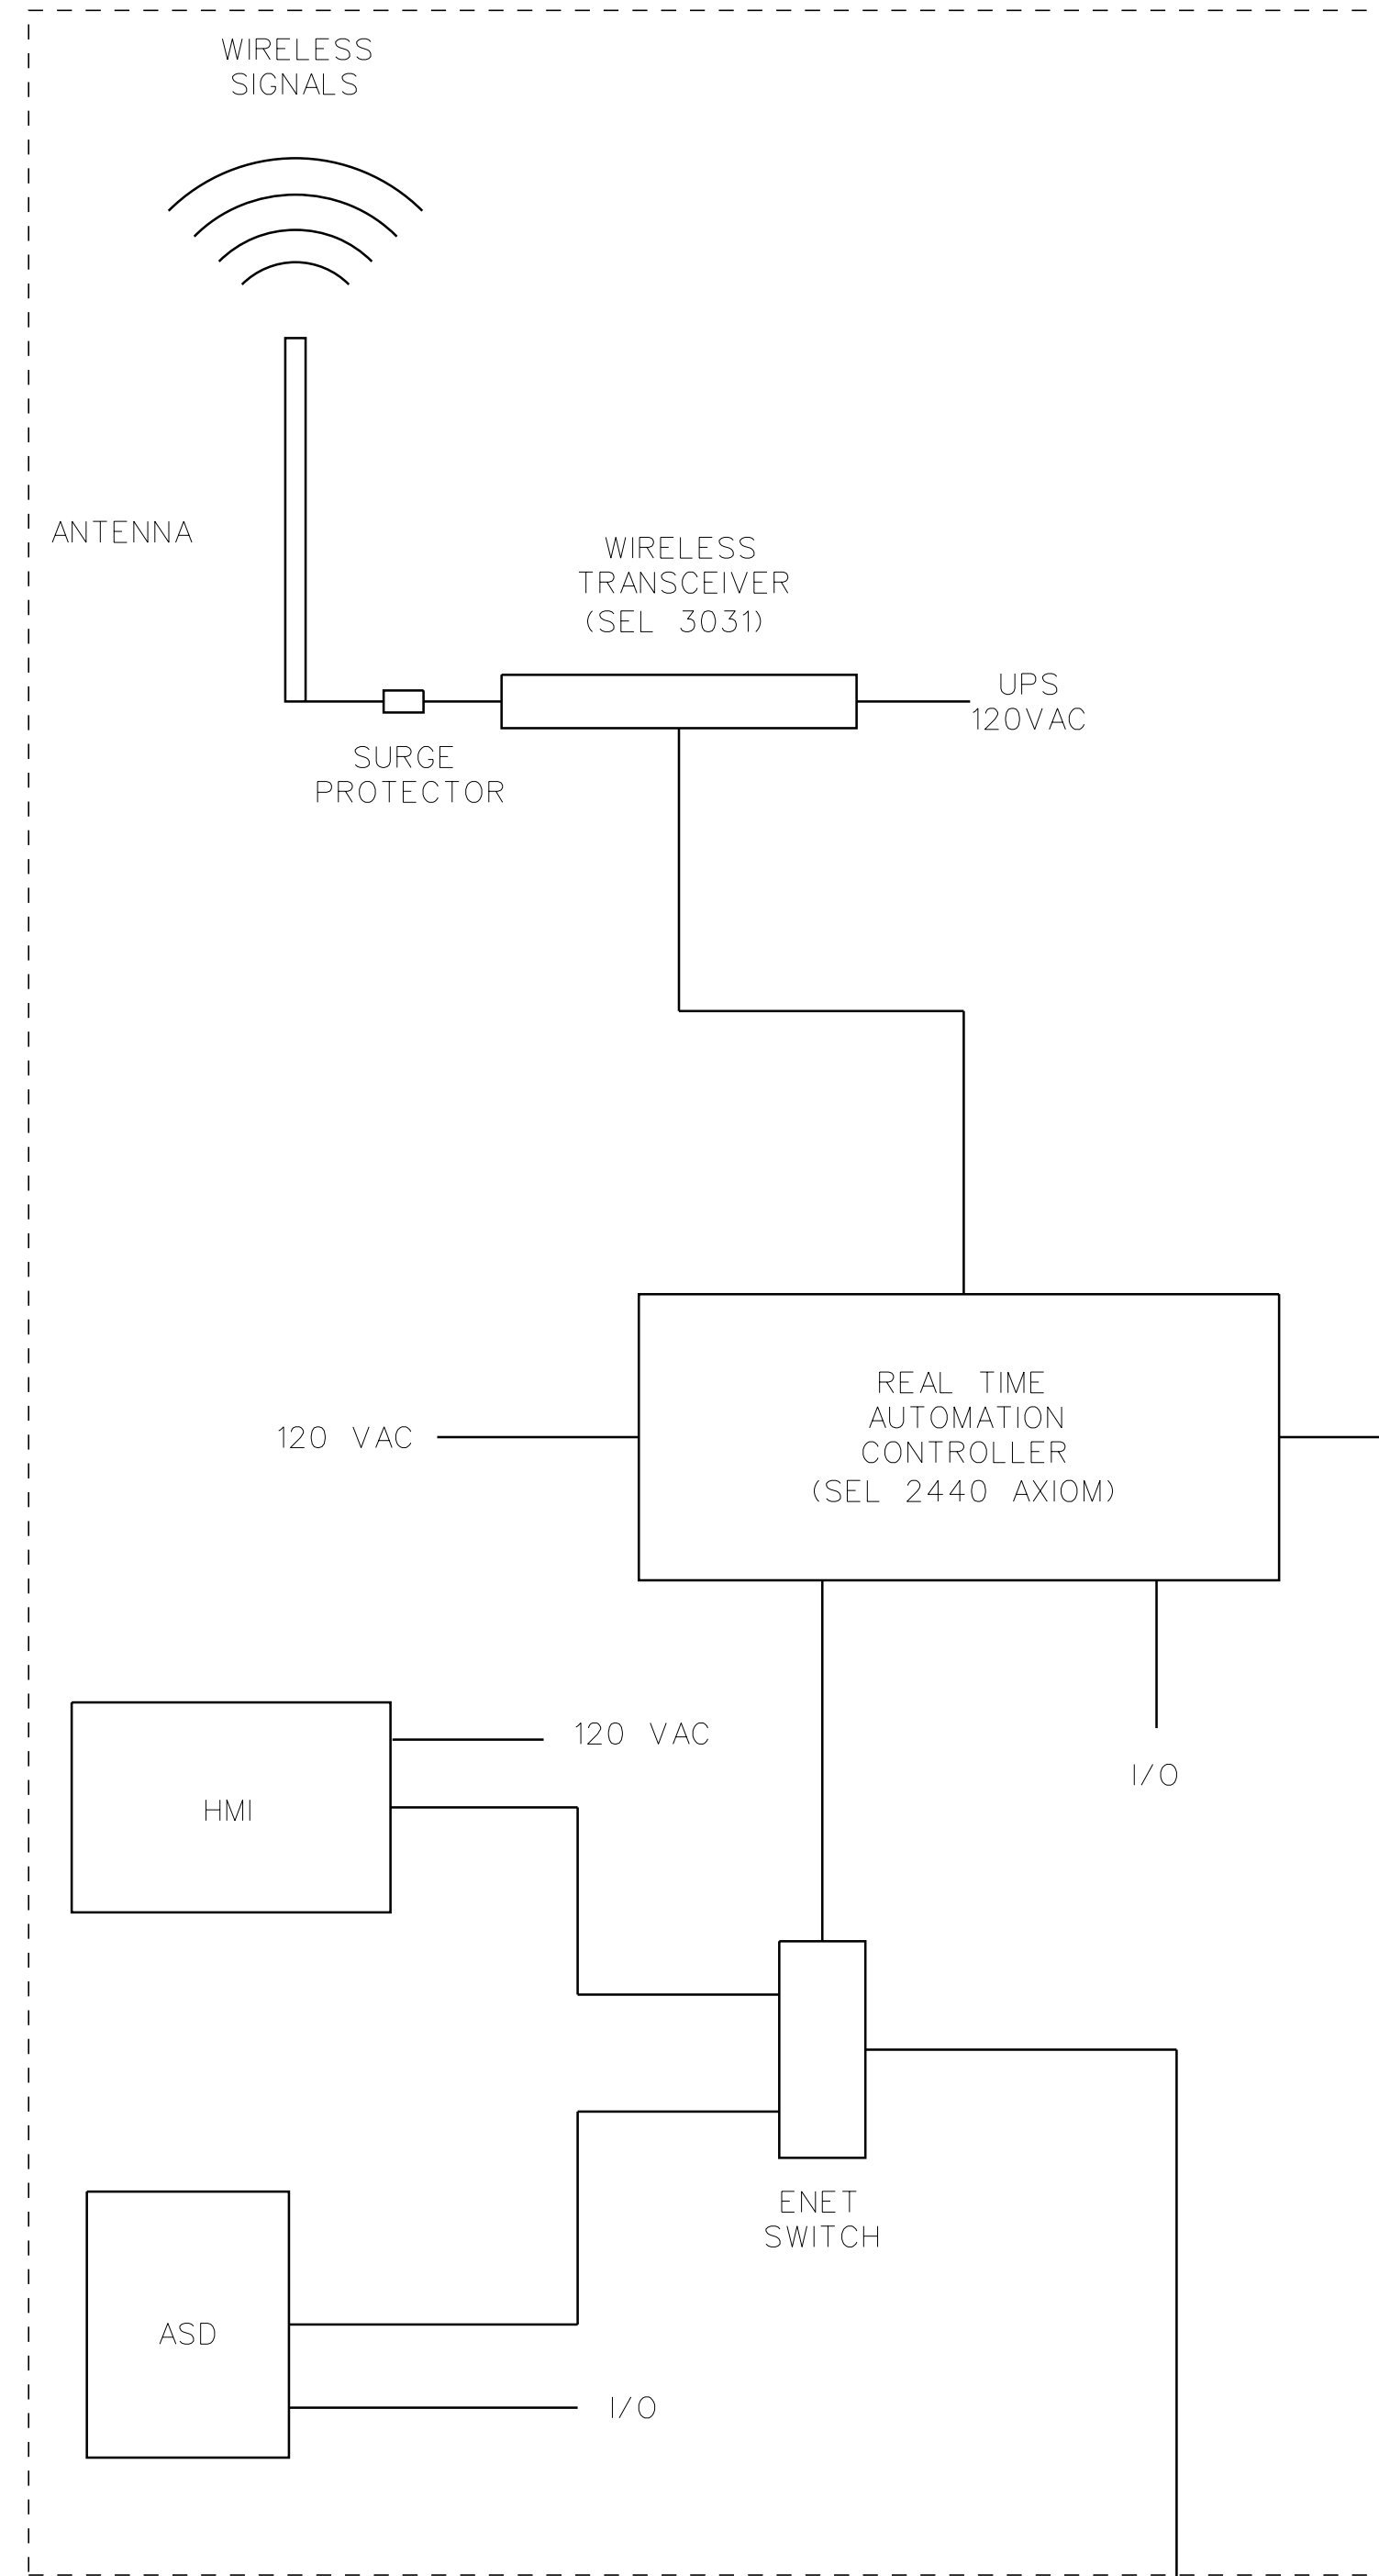 WIRELESS
SIGNALS
ANTENNA
WIRELESS
TRANSCEIVER
(SEL 3031)
UPS
120VAC
SURGE
PROTECTOR
REAL TIME
AUTOMATION
CONTROLLER
(SEL 2440 AXIOM)
120 VAC
120 VAC
I/O
HMI
ENET
SWITCH
ASD
I/O